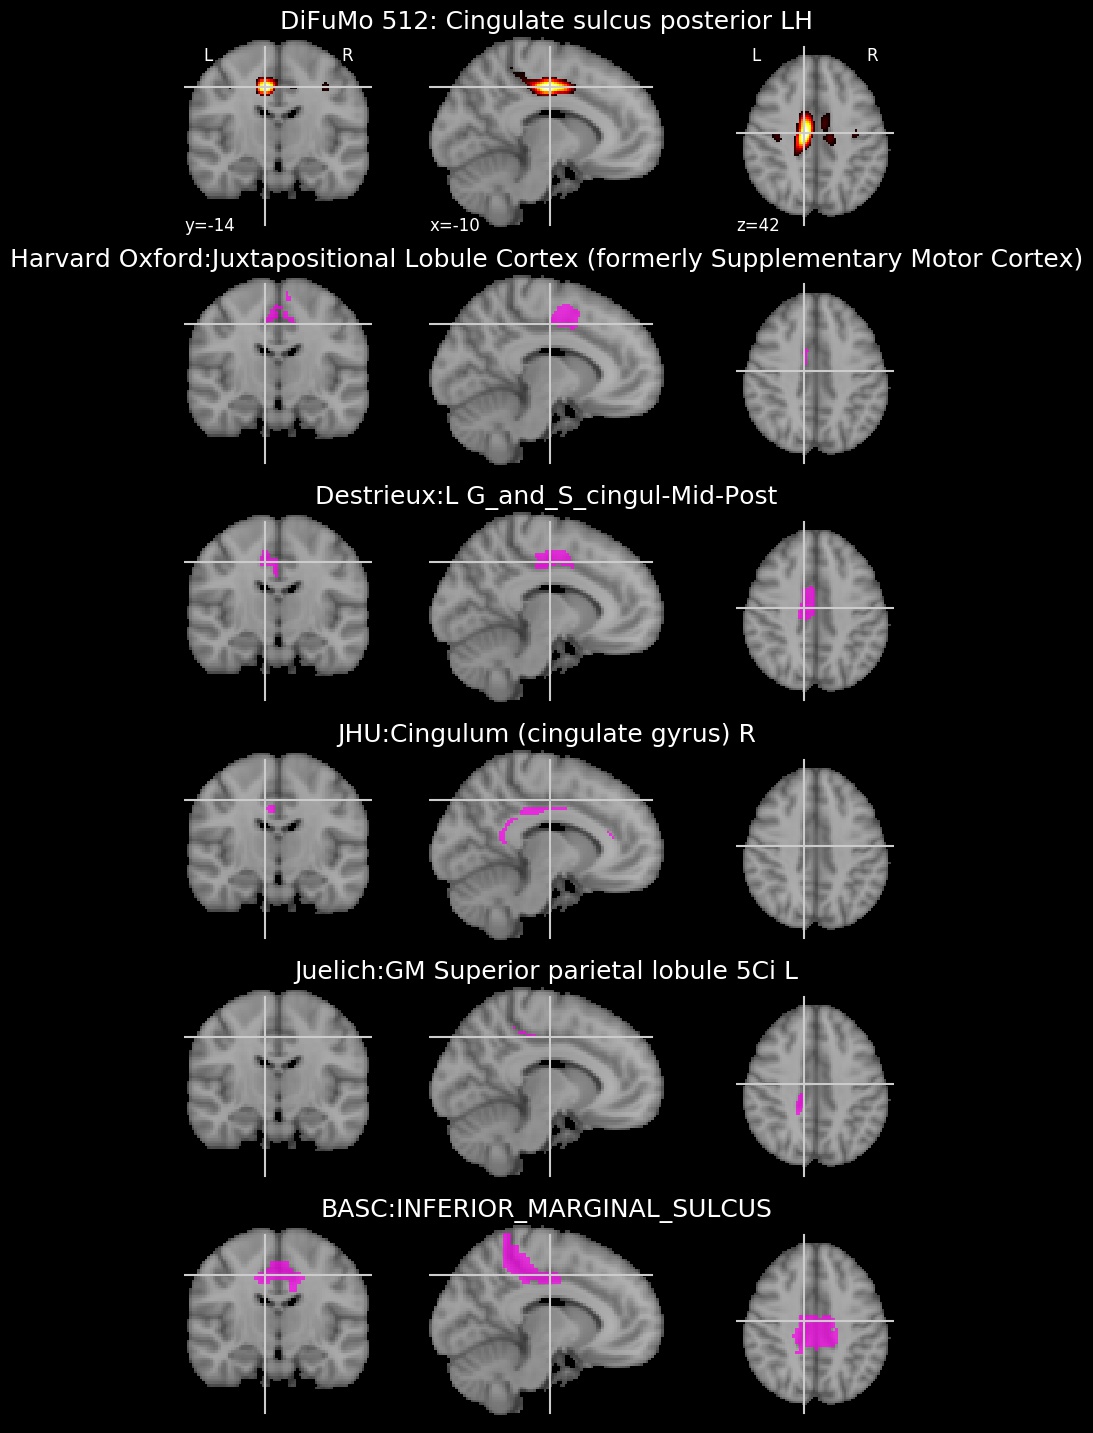 DiFuMo 512: Cingulate sulcus posterior LH
L R L R
y=-14 x=-10 z=42
Harvard Oxford:Juxtapositional Lobule Cortex (formerly Supplementary Motor Cortex)
Destrieux:L G_and_S_cingul-Mid-Post
JHU:Cingulum (cingulate gyrus) R
Juelich:GM Superior parietal lobule 5Ci L
BASC:INFERIOR_MARGINAL_SULCUS